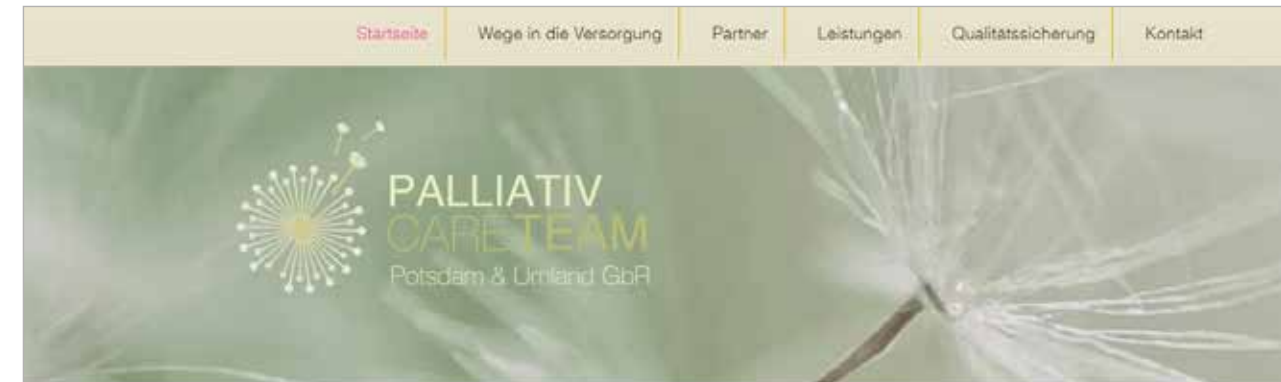 Startseite Wege in die Versorgung Partner Leistungen Qualitätssicherung Kontakt
PALLIATIV
CARETEAM
Potsdam & Umland GbR